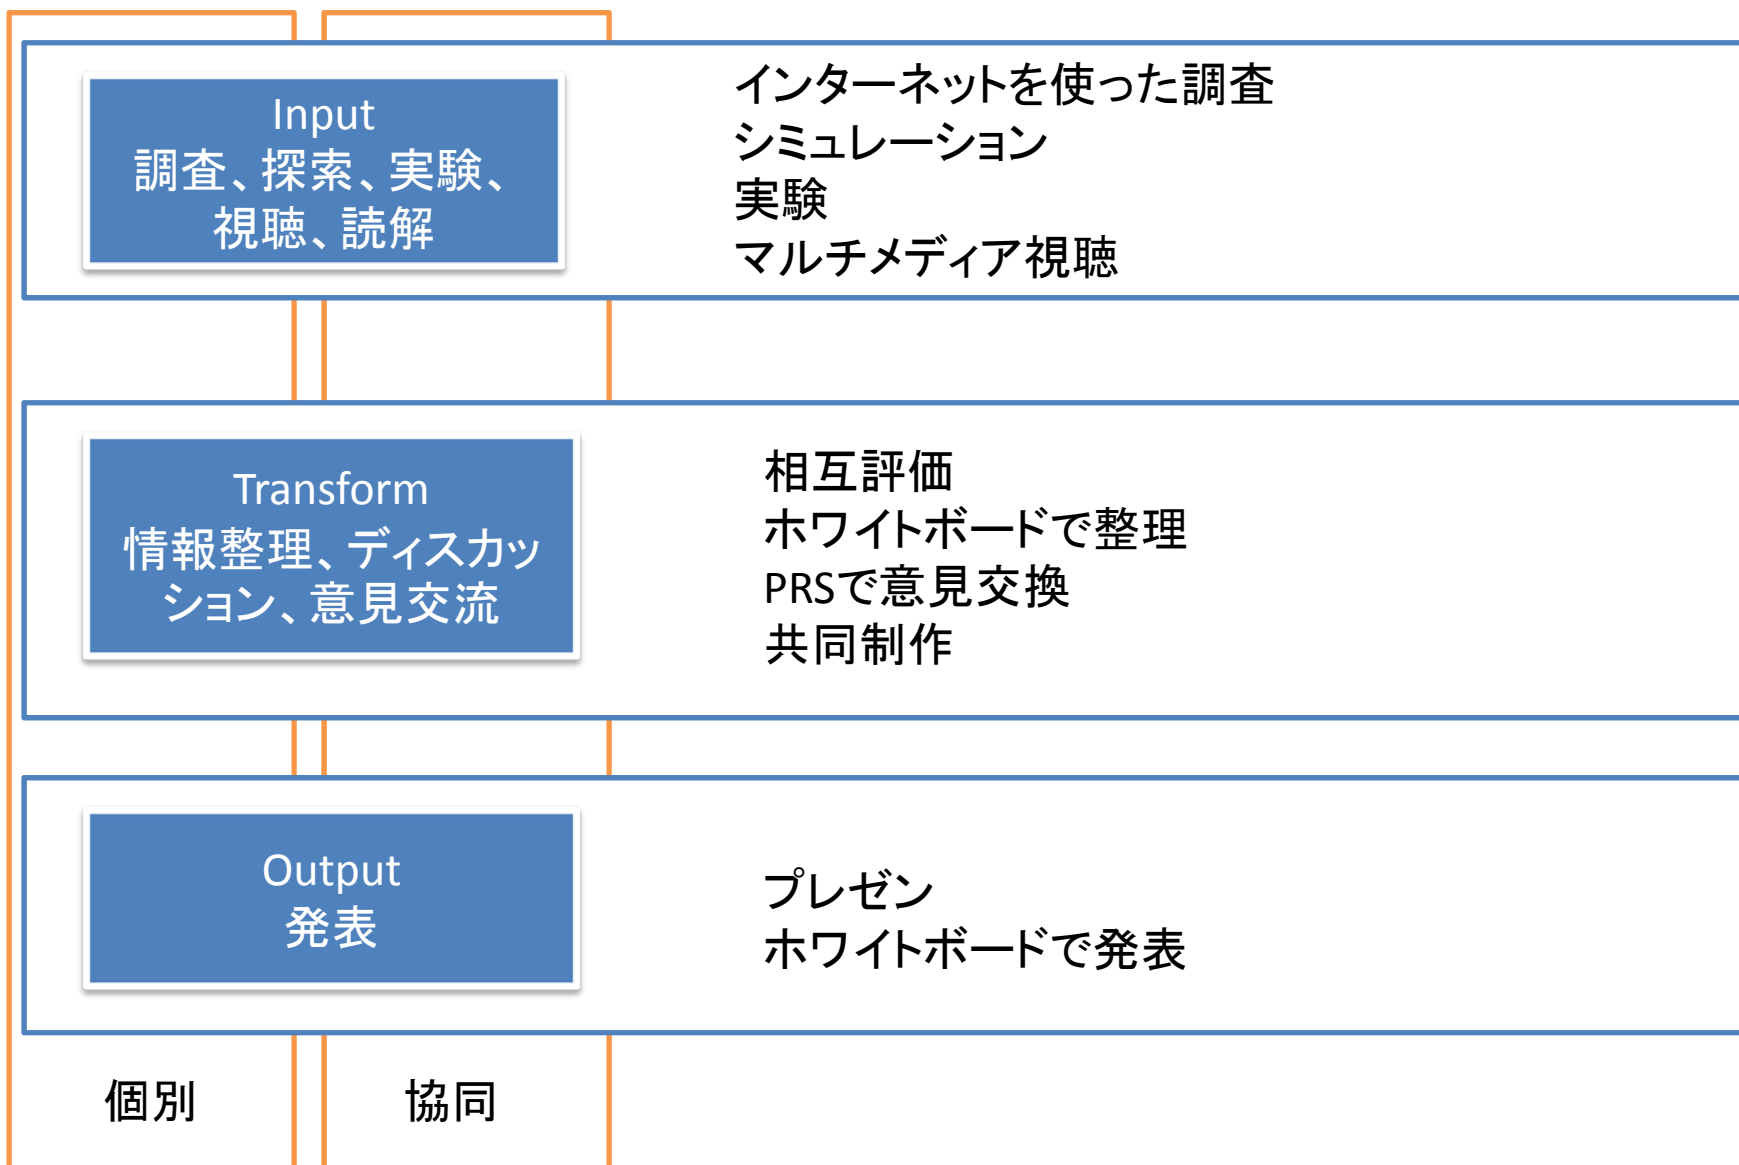 Input
調査、探索、実験、
視聴、読解
インターネットを使った調査
シミュレーション
実験
マルチメディア視聴
Transform
情報整理、ディスカッ
ション、意見交流
相互評価
ホワイトボードで整理
PRSで意見交換
共同制作
Output
発表
プレゼン
ホワイトボードで発表
個別
協同